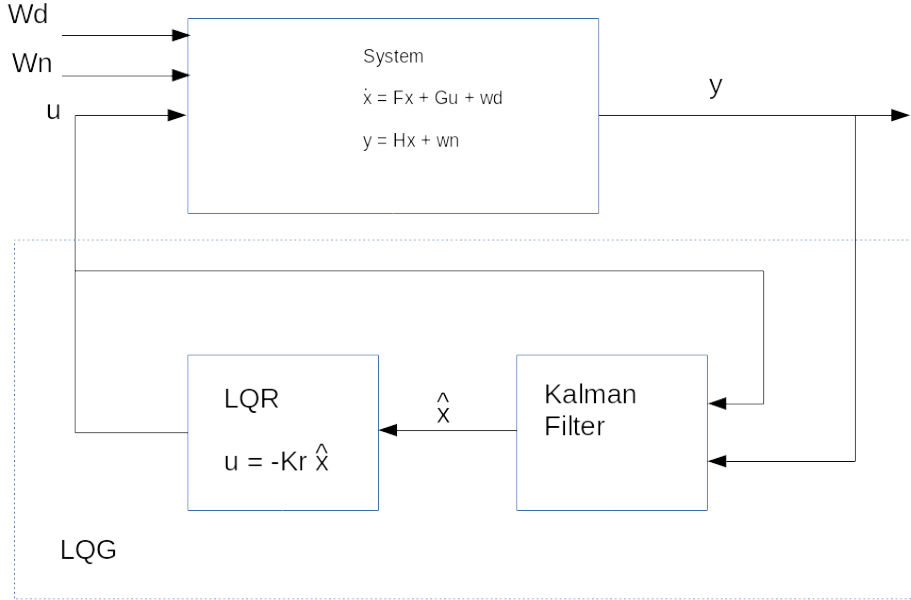 Wd
Wn
u
System
ẋ = Fx + Gu + wd
y = Hx + wn
y
LQR
u = -Kr x̂
x̂
Kalman
Filter
LQG